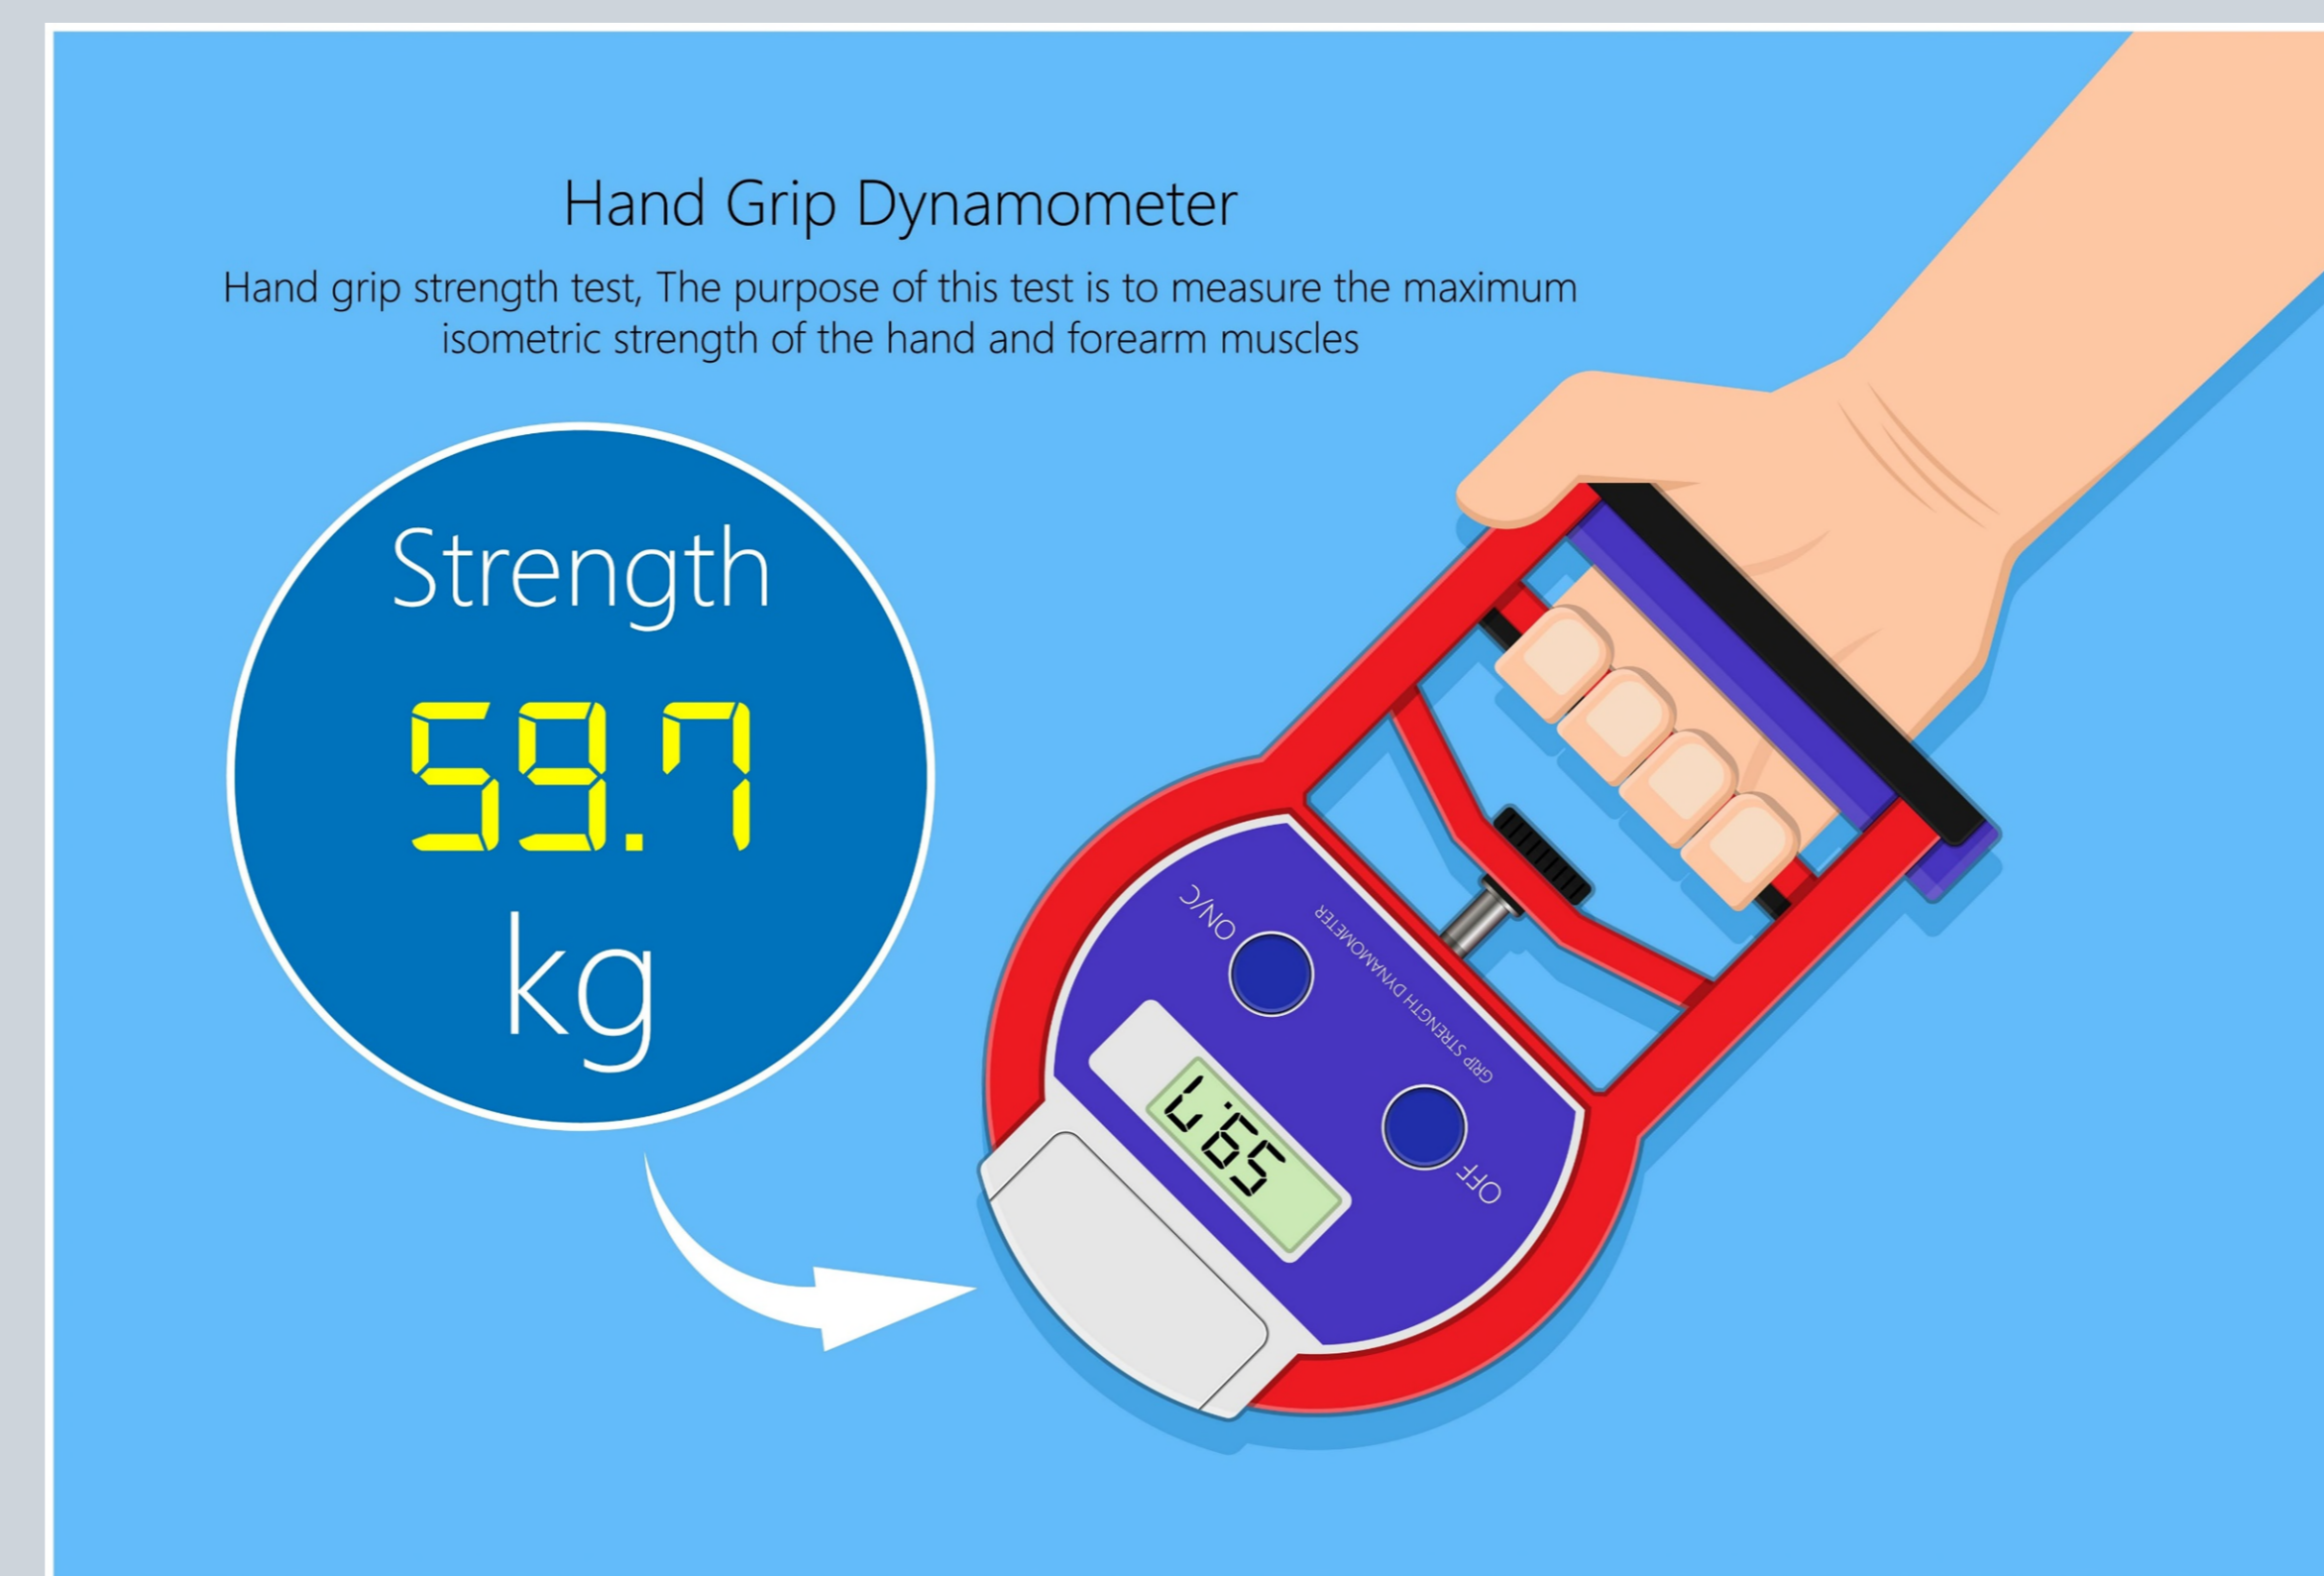 Hand Grip Dynamometer
Hand grip strength test, The purpose of this test is to measure the maximum
isometric strength of the hand and forearm muscles
Strength
59.7
kg
ON/C
GRIP STRENGTH DYNAMOMETER
59.7
OFF